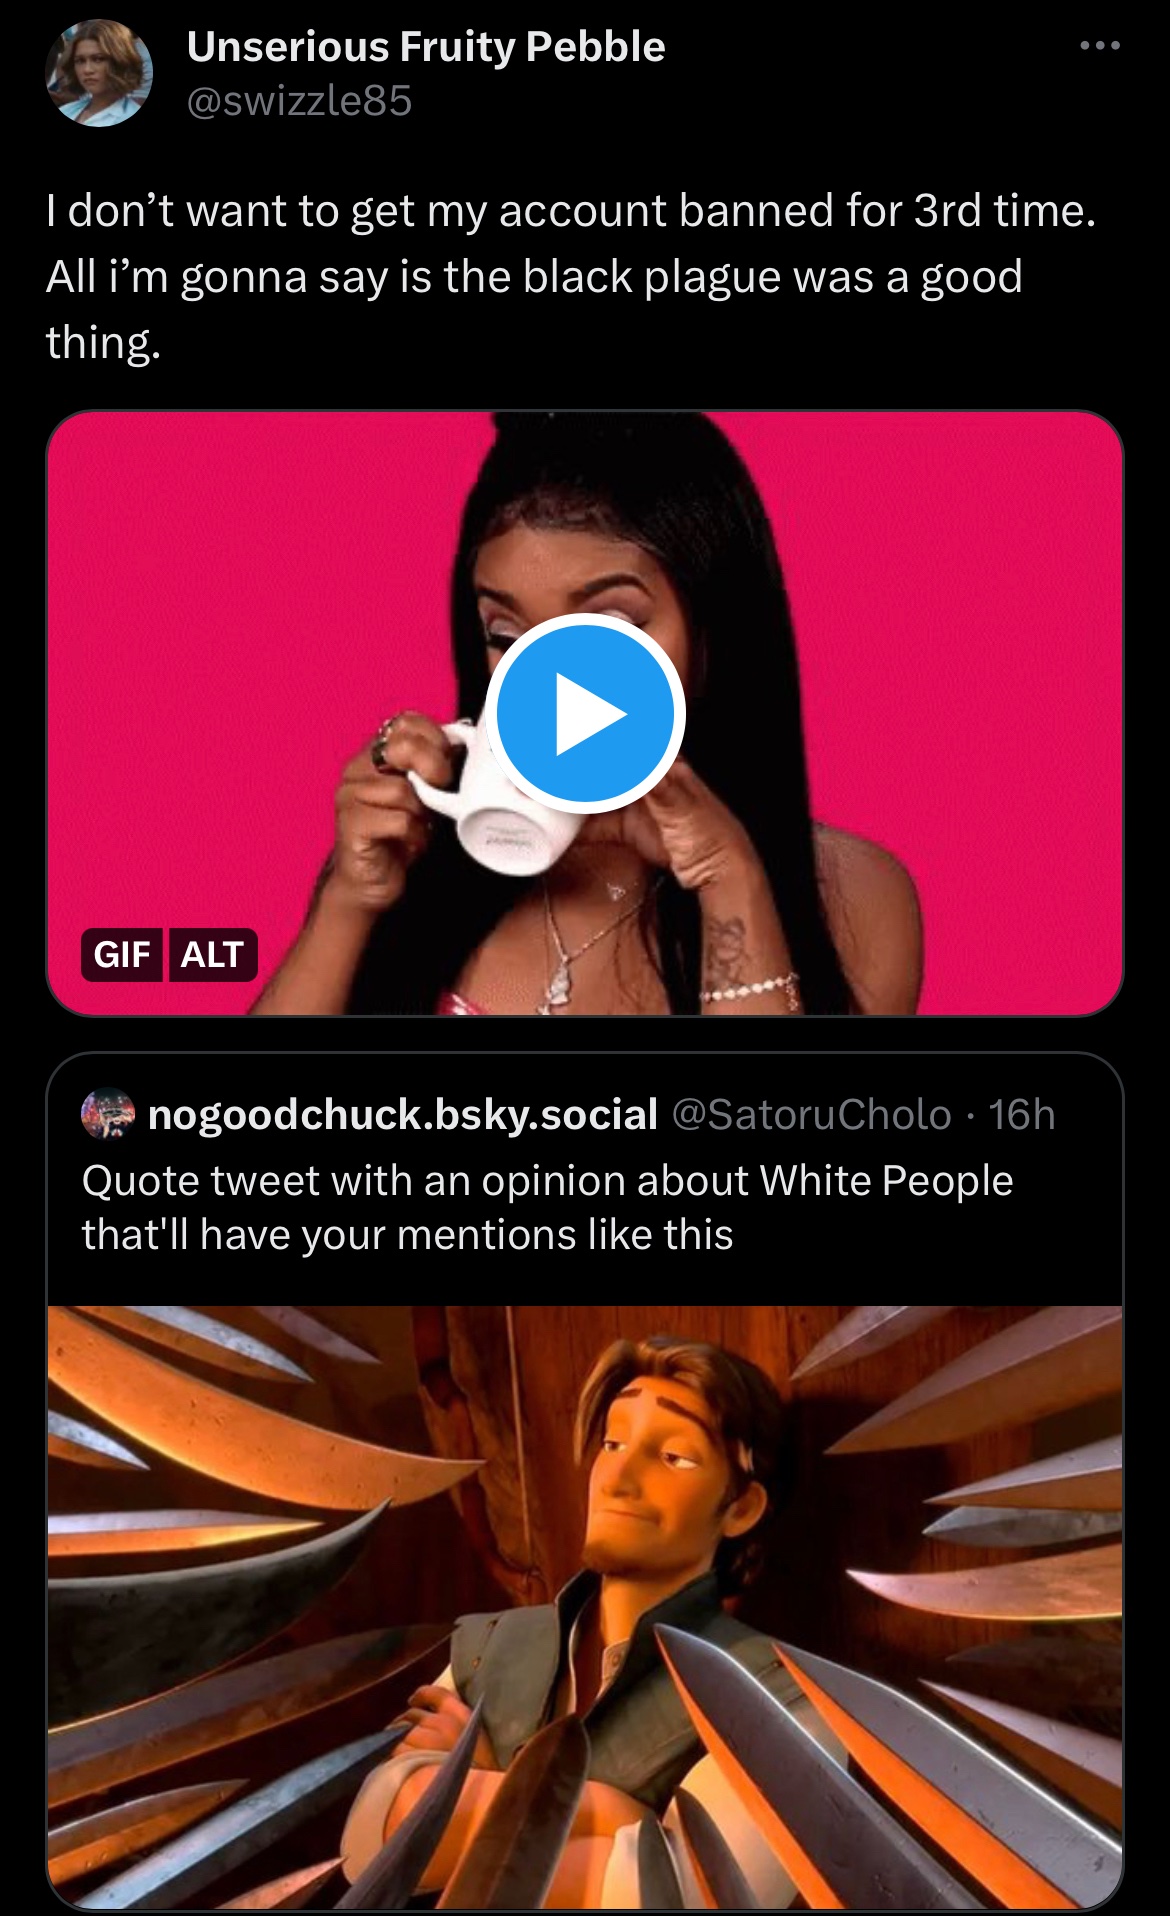 Unserious Fruity Pebble
@swizzle85
I don’t want to get my account banned for 3rd time.
All i’m gonna say is the black plague was a good
thing.
GIF ALT
nogoodchuck.bsky.social @SatoruCholo · 16h
Quote tweet with an opinion about White People
that'll have your mentions like this